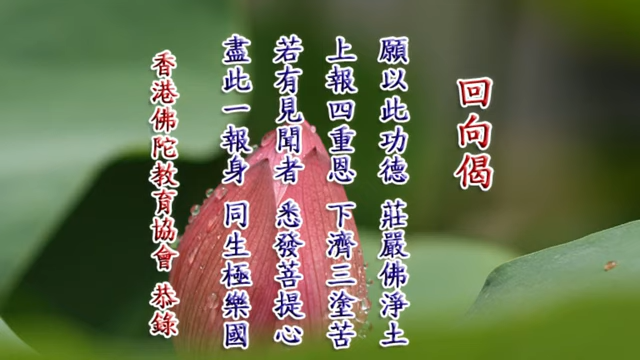 回向偈
願以此功德 莊嚴佛淨土
上報四重恩 下濟三塗苦
若有見聞者 悉發菩提心
盡此一報身 同生極樂國
香港佛陀教育協會 恭錄